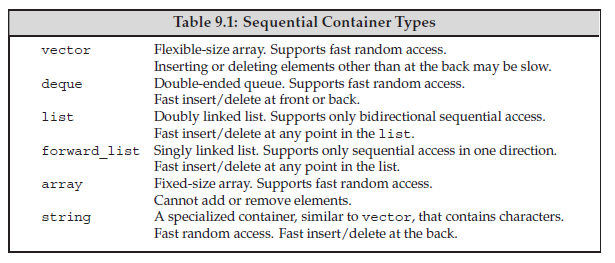 Table 9.1: Sequential Container Types
vector Flexible-size array. Supports fast random access.
Inserting or deleting elements other than at the back may be slow.
deque Double-ended queue. Supports fast random access.
Fast insert/delete at front or back.
list Doubly linked list. Supports only bidirectional sequential access.
Fast insert/delete at any point in the list.
forward_list Singly linked list. Supports only sequential access in one direction.
Fast insert/delete at any point in the list.
array Fixed-size array. Supports fast random access.
Cannot add or remove elements.
string A specialized container, similar to vector, that contains characters.
Fast random access. Fast insert/delete at the back.